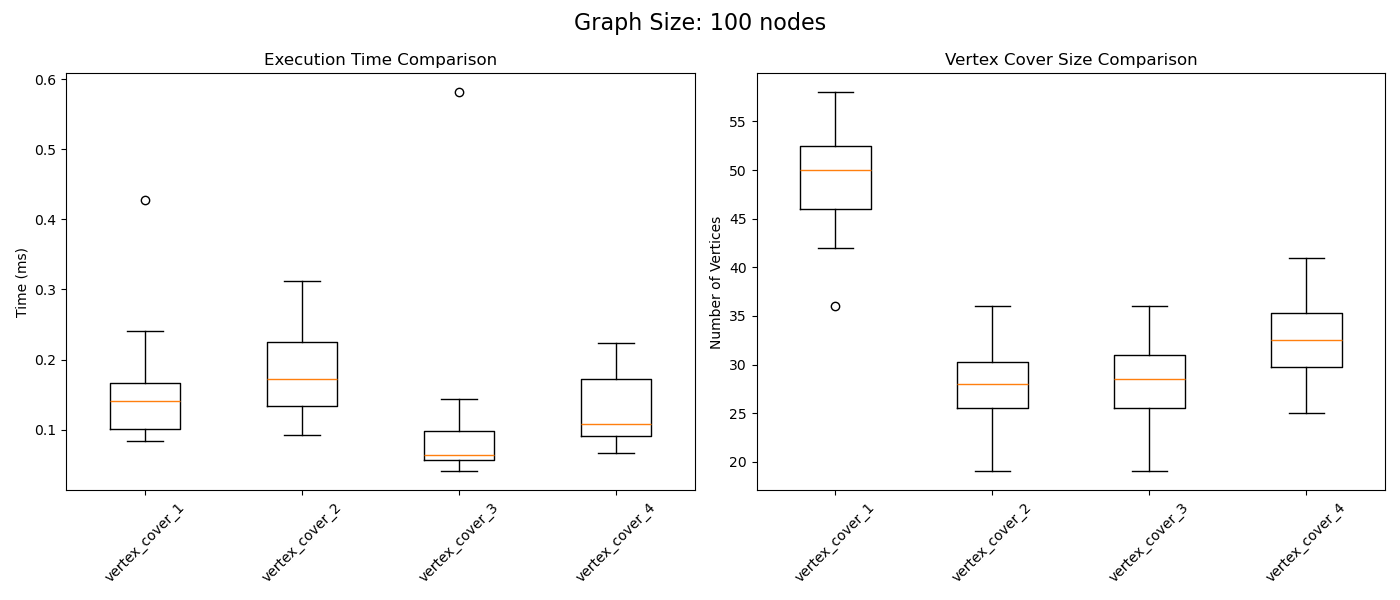 Graph Size: 100 nodes
Execution Time Comparison
Time (ms)
0.6
0.5
0.4
0.3
0.2
0.1
vertex_cover_1
vertex_cover_2
vertex_cover_3
vertex_cover_4
Vertex Cover Size Comparison
Number of Vertices
55
50
45
40
35
30
25
20
vertex_cover_1
vertex_cover_2
vertex_cover_3
vertex_cover_4